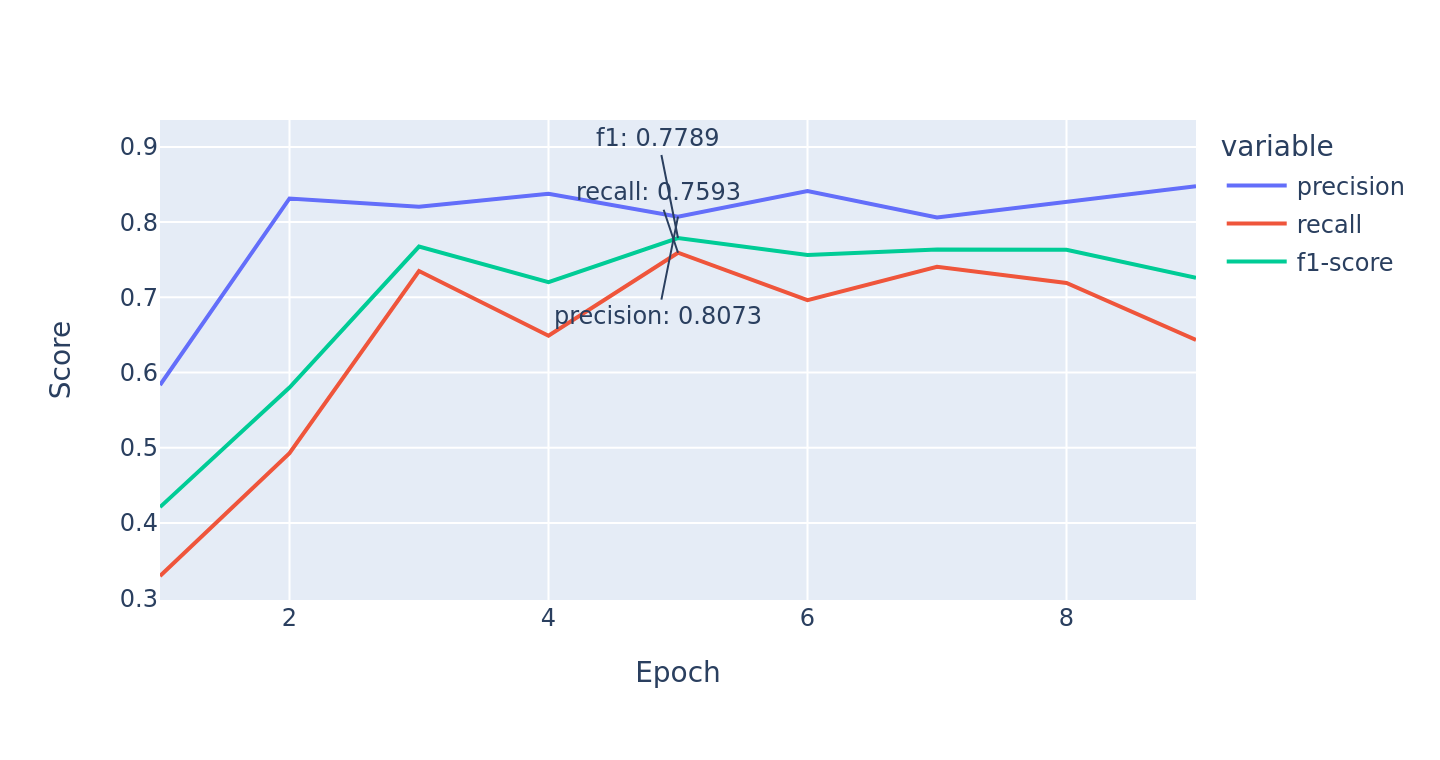 f1: 0.7789
recall: 0.7593
precision: 0.8073
0.9
0.8
0.7
0.6
0.5
0.4
0.3
Score
2
4
6
8
Epoch
variable
precision
recall
f1-score